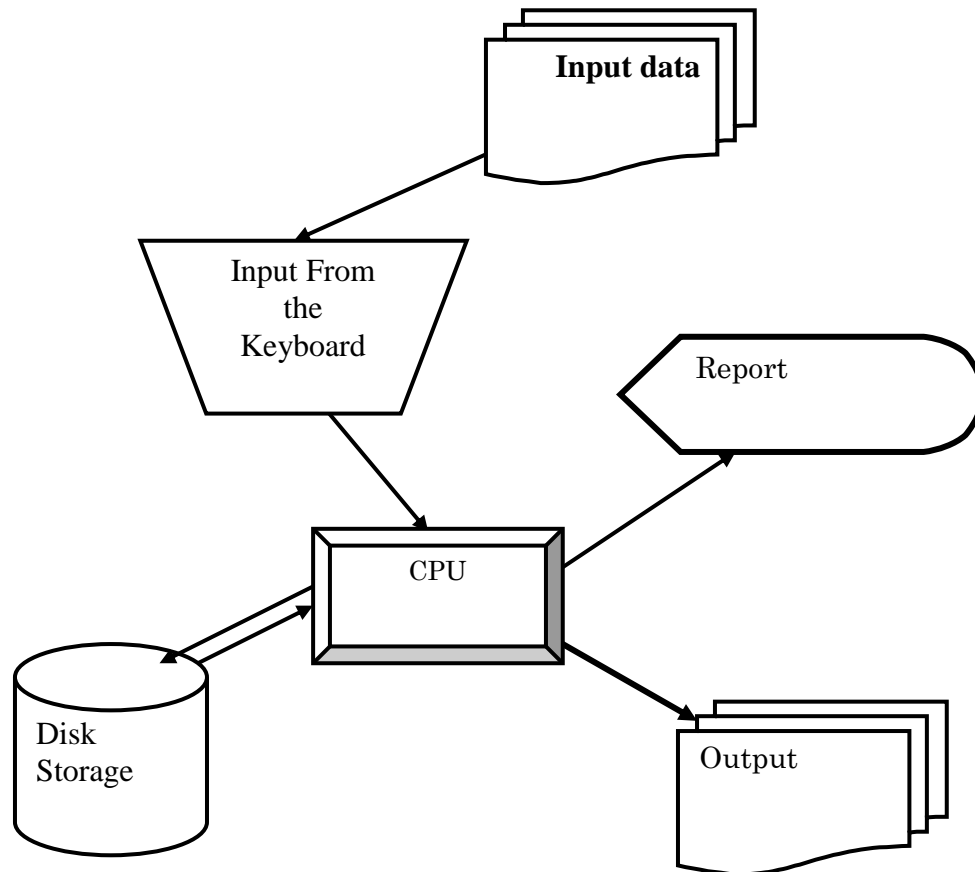 Input data
Input From
the
Keyboard
Report
CPU
Disk
Storage
Output